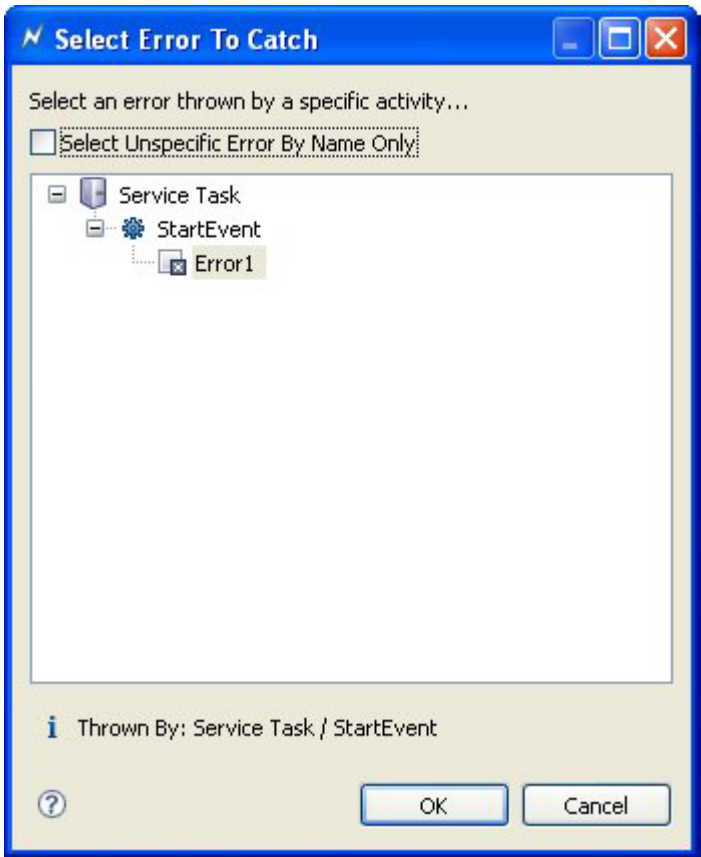 Select Error To Catch
Select an error thrown by a specific activity...
Select Unspecific Error By Name Only
Service Task
StartEvent
Error1
i Thrown By: Service Task / StartEvent
? OK Cancel